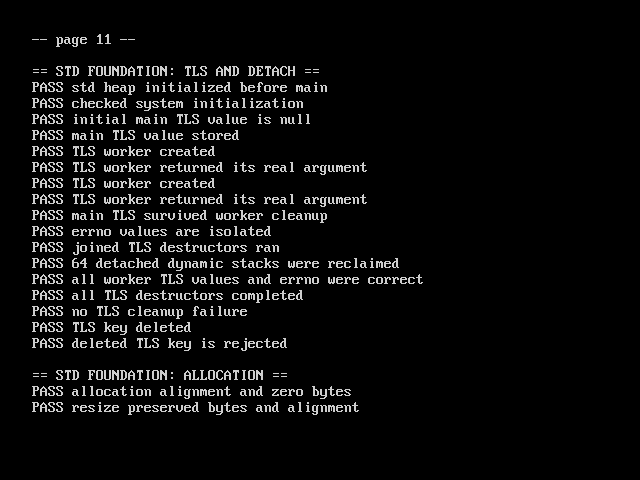 -- page 11 --
== STD FOUNDATION: TLS AND DETACH ==
PASS std heap initialized before main
PASS checked system initialization
PASS initial main TLS value is null
PASS main TLS value stored
PASS TLS worker created
PASS TLS worker returned its real argument
PASS TLS worker created
PASS TLS worker returned its real argument
PASS main TLS survived worker cleanup
PASS errno values are isolated
PASS joined TLS destructors ran
PASS 64 detached dynamic stacks were reclaimed
PASS all worker TLS values and errno were correct
PASS all TLS destructors completed
PASS no TLS cleanup failure
PASS TLS key deleted
PASS deleted TLS key is rejected
== STD FOUNDATION: ALLOCATION ==
PASS allocation alignment and zero bytes
PASS resize preserved bytes and alignment